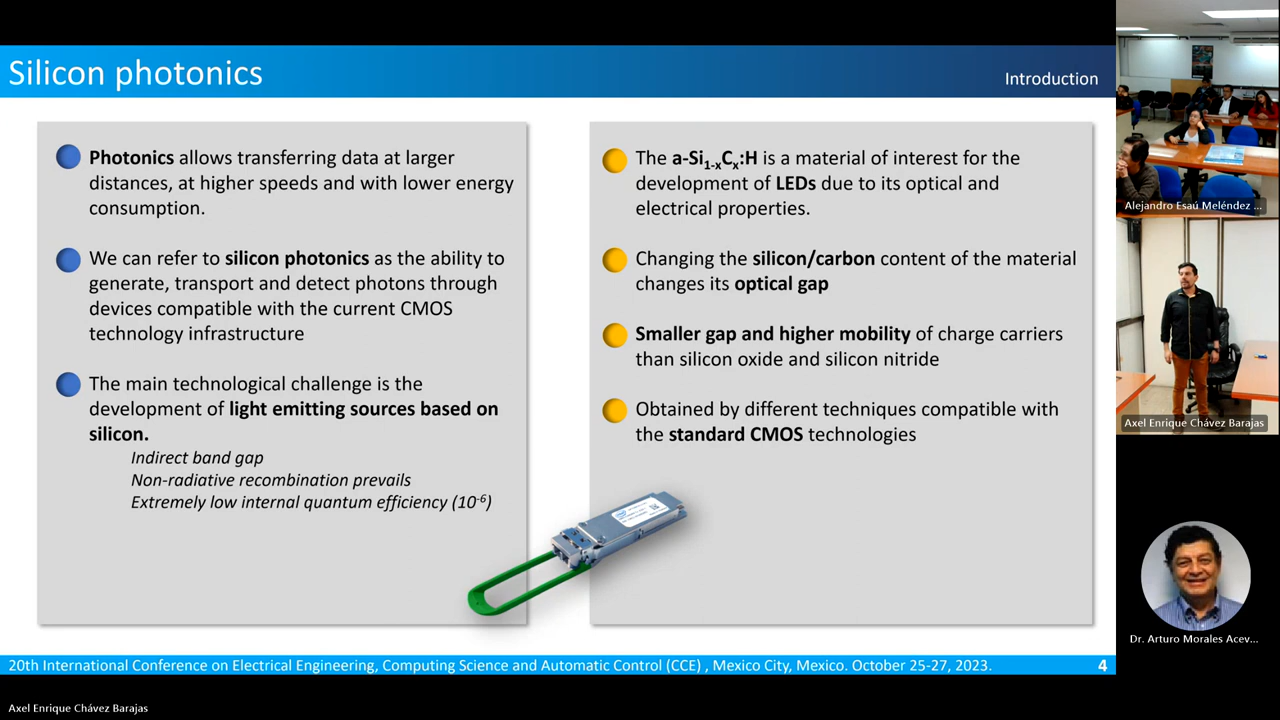 Silicon photonics
Introduction
Photonics allows transferring data at larger
distances, at higher speeds and with lower energy
consumption.
We can refer to silicon photonics as the ability to
generate, transport and detect photons through
devices compatible with the current CMOS
technology infrastructure
The main technological challenge is the
development of light emitting sources based on
silicon.
Indirect band gap
Non-radiative recombination prevails
Extremely low internal quantum efficiency (10⁻⁶)
The a-Si₁₋ₓCₓ:H is a material of interest for the
development of LEDs due to its optical and
electrical properties.
Changing the silicon/carbon content of the material
changes its optical gap
Smaller gap and higher mobility of charge carriers
than silicon oxide and silicon nitride
Obtained by different techniques compatible with
the standard CMOS technologies
20th International Conference on Electrical Engineering, Computing Science and Automatic Control (CCE) , Mexico City, Mexico. October 25-27, 2023.
4
Alejandro Esaú Meléndez ...
Axel Enrique Chávez Barajas
Dr. Arturo Morales Acev...
Axel Enrique Chávez Barajas